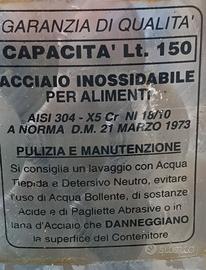 GARANZIA DI QUALITA'
CAPACITA' Lt. 150
ACCIAIO INOSSIDABILE
PER ALIMENTI
AISI 304 - X5 Cr NI 18/10
A NORMA D.M. 21 MARZO 1973
PULIZIA E MANUTENZIONE
Si consiglia un lavaggio con Acqua
Tiepida e Detersivo Neutro, evitare
l'uso di Acqua Bollente, di sostanze
Acide e di Pagliette Abrasive o in
lana d'Acciaio che DANNEGGIANO
la superfice del Contenitore
subito